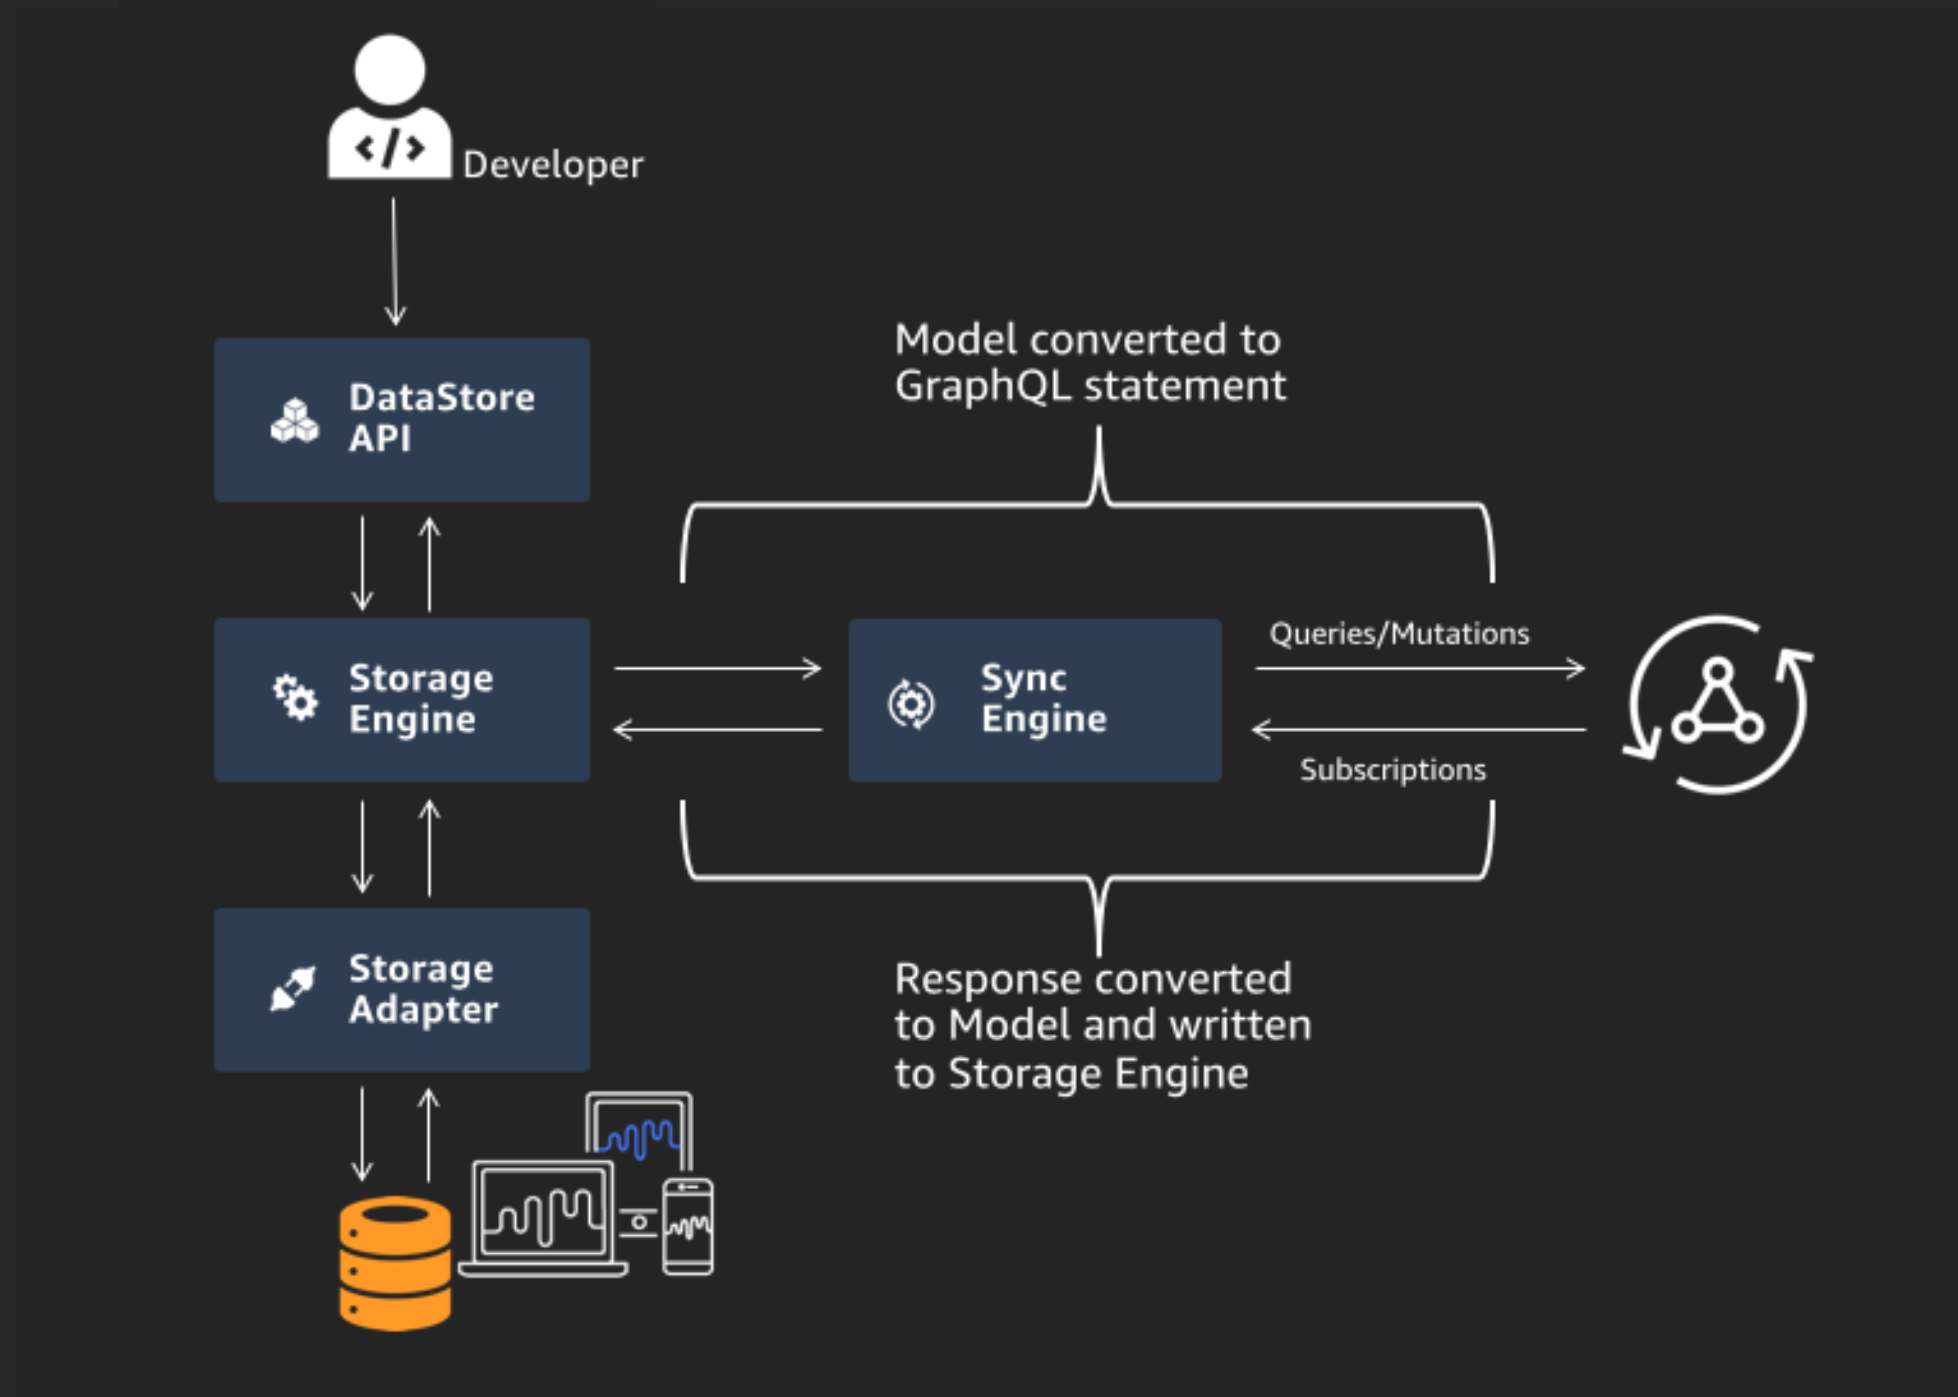 </>
Developer
DataStore
API
Model converted to
GraphQL statement
Storage
Engine
Sync
Engine
Queries/Mutations
Subscriptions
Storage
Adapter
Response converted
to Model and written
to Storage Engine